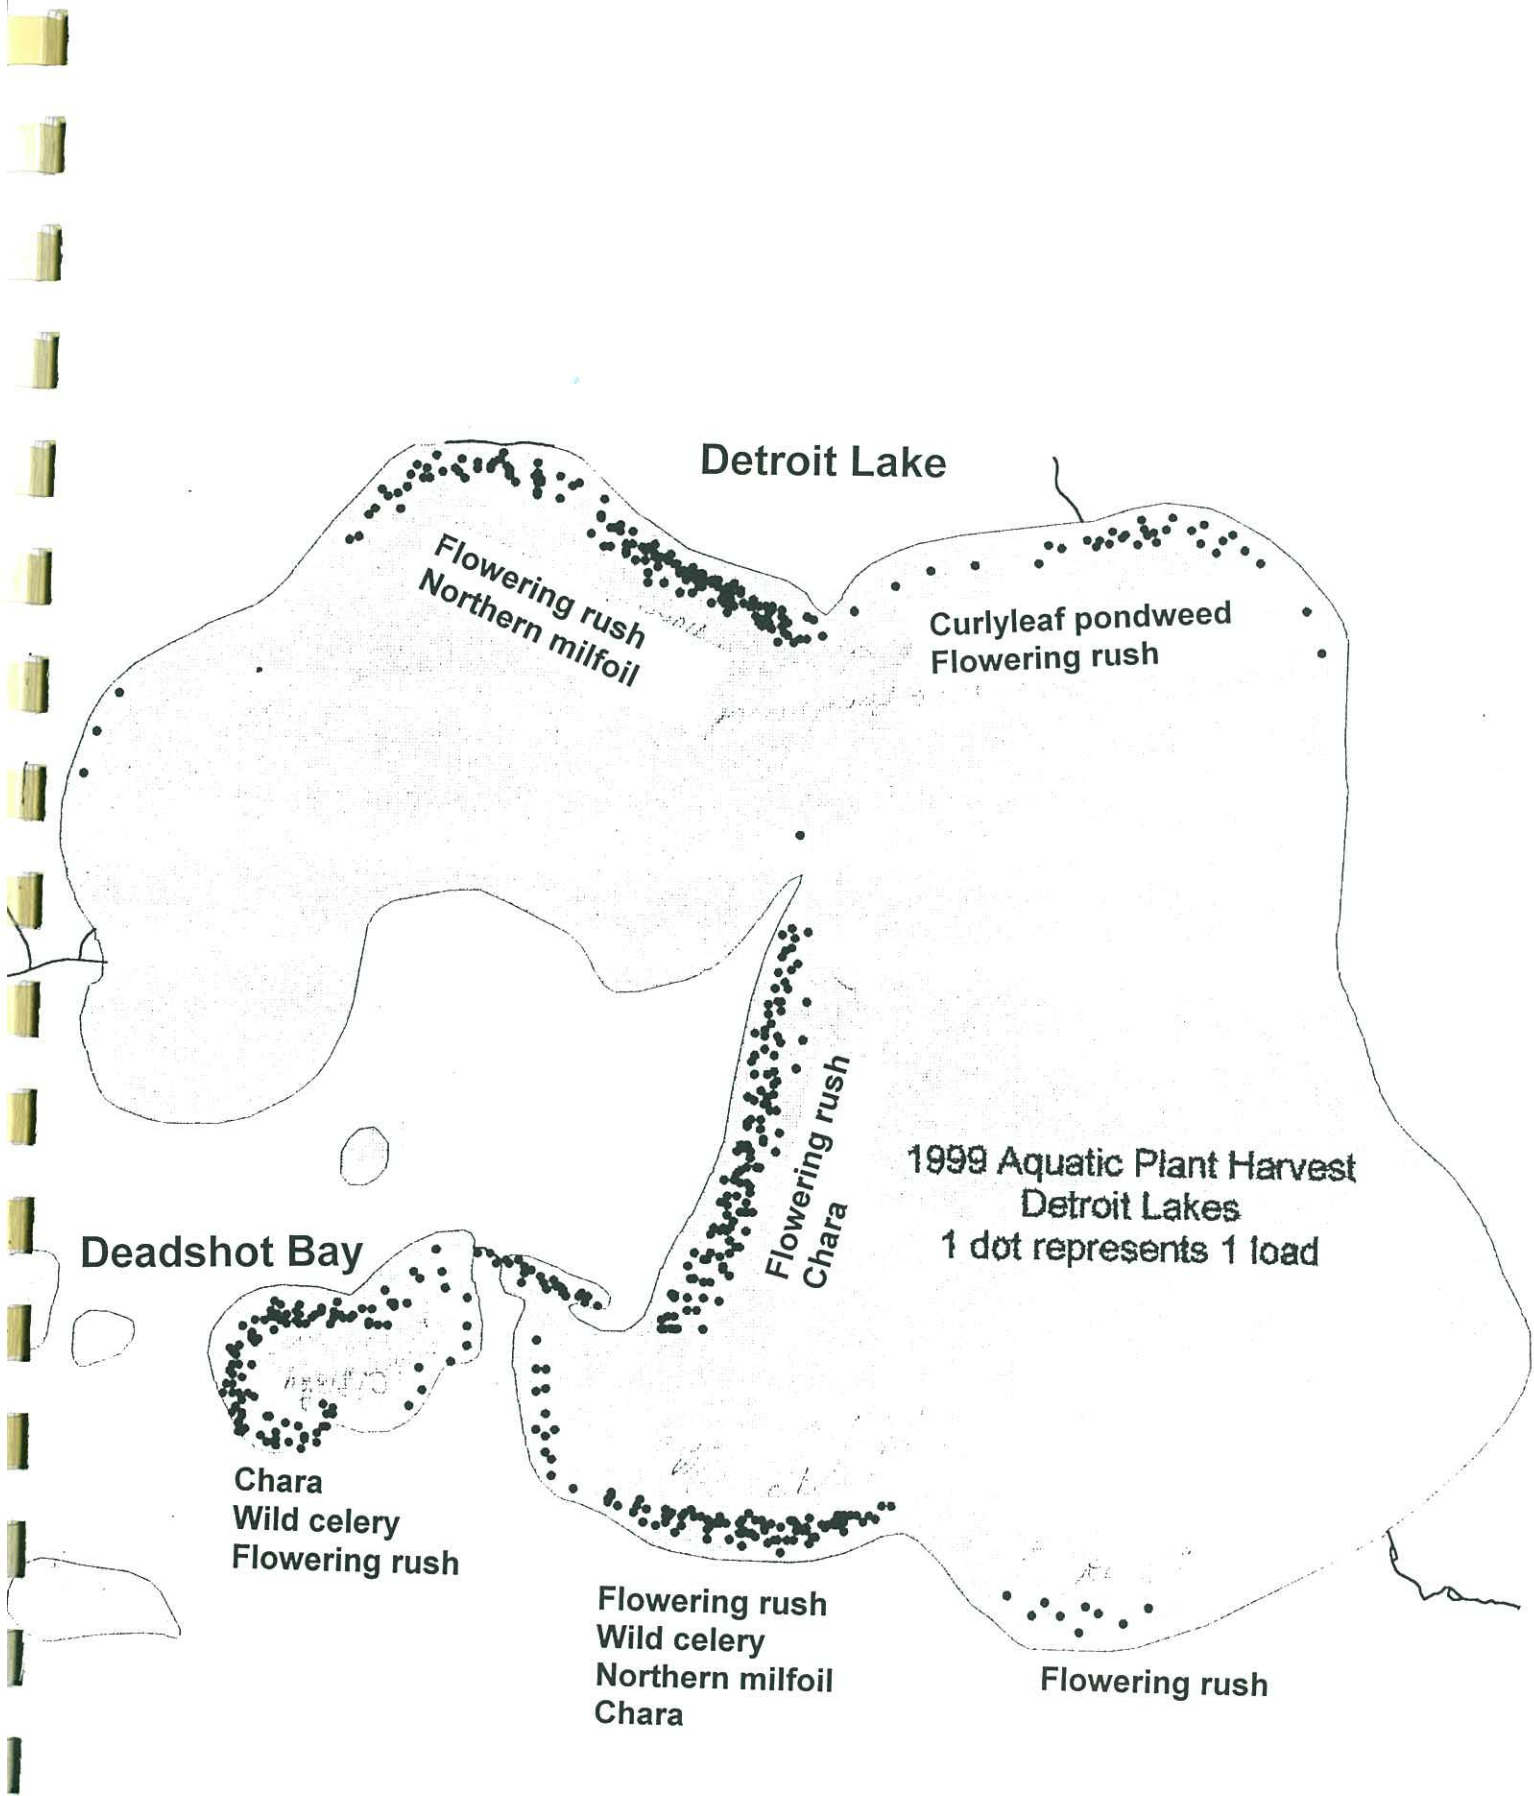 Detroit Lake
Flowering rush
Northern milfoil
Curlyleaf pondweed
Flowering rush
Flowering rush
Chara
1999 Aquatic Plant Harvest
Detroit Lakes
1 dot represents 1 load
Deadshot Bay
Chara
Wild celery
Flowering rush
Flowering rush
Wild celery
Northern milfoil
Chara
Flowering rush